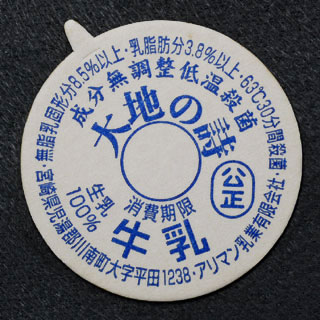 無脂乳固形分8.5%以上・乳脂肪分3.8%以上・63℃30分間殺菌・
成分無調整低温殺菌
大地の詩
公正
生乳
100%
消費期限
牛乳
宮崎県児湯郡川南町大字平田1238・アリマン乳業有限会社・